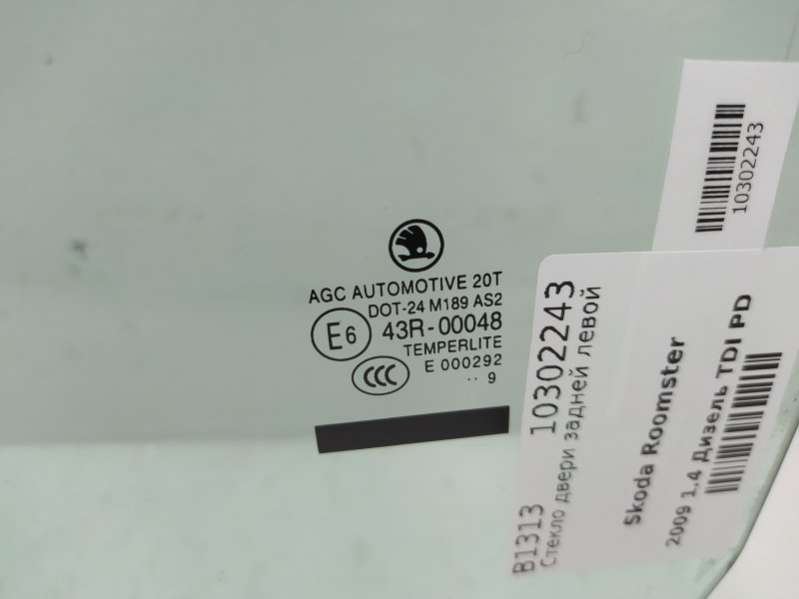 AGC AUTOMOTIVE 20T
DOT-24 M189 AS2
E6 43R-00048
TEMPERLITE
CCC E 000292
·· 9
10302243
B1313 10302243
Стекло двери задней левой
Skoda Roomster
2009 1.4 Дизель TDI PD